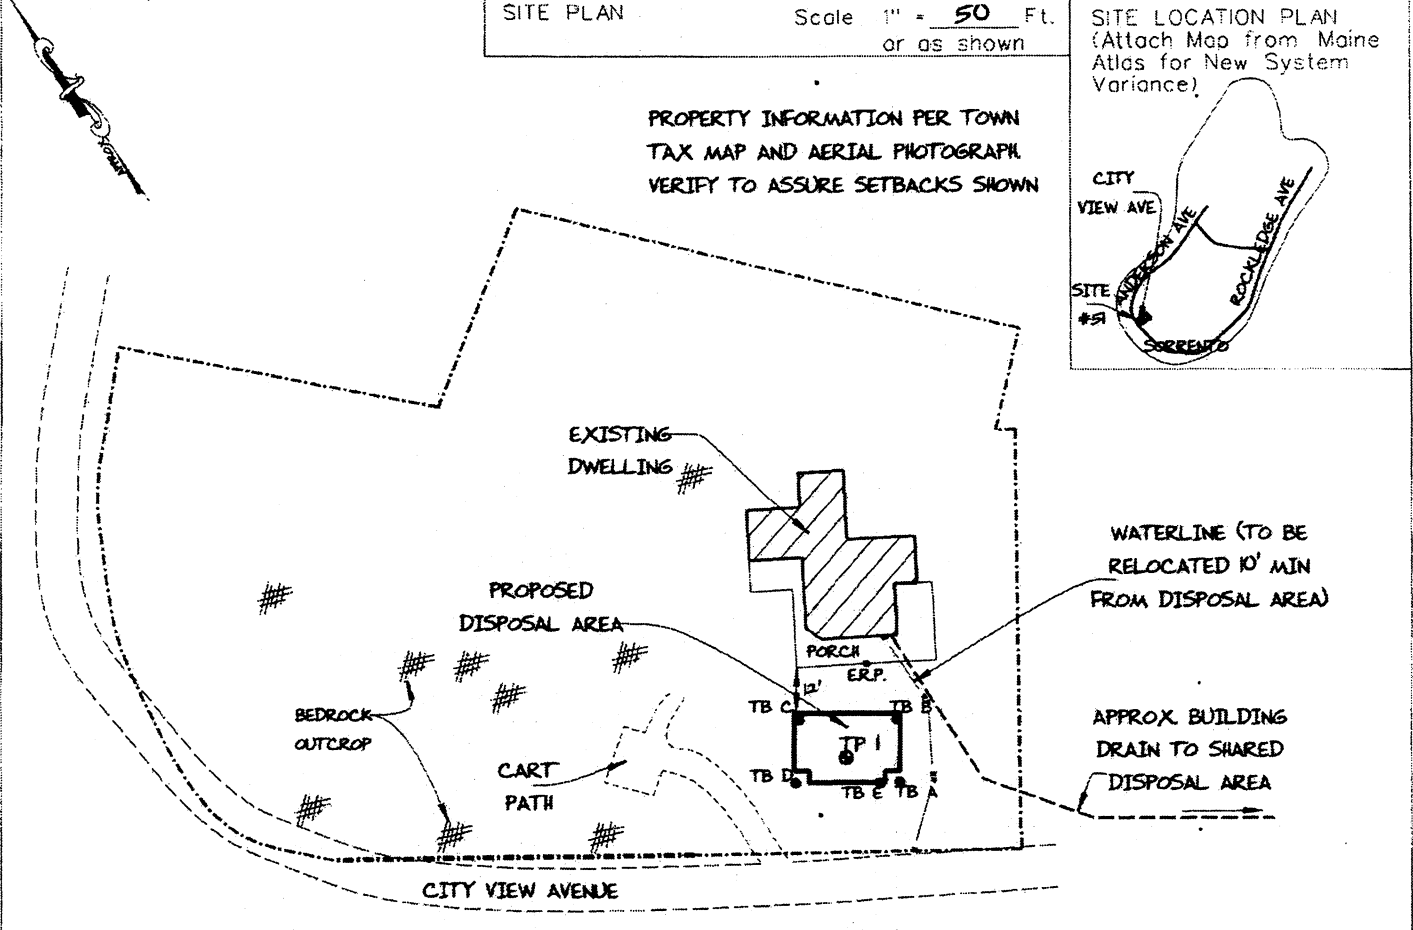 SITE PLAN
Scale 1" = 50 Ft.
or as shown
SITE LOCATION PLAN
(Attach Map from Maine
Atlas for New System
Variance)
APPROX
PROPERTY INFORMATION PER TOWN
TAX MAP AND AERIAL PHOTOGRAPH.
VERIFY TO ASSURE SETBACKS SHOWN
CITY
VIEW AVE
ANDERSON AVE
ROCKLEDGE AVE
SITE
#51
SORRENTO
EXISTING
DWELLING
WATERLINE (TO BE
RELOCATED 10' MIN
FROM DISPOSAL AREA)
PROPOSED
DISPOSAL AREA
PORCH
E.R.P.
12'
TB C
TB B
BEDROCK
OUTCROP
TP 1
APPROX. BUILDING
DRAIN TO SHARED
DISPOSAL AREA
CART
PATH
TB D
TB E
TB A
CITY VIEW AVENUE